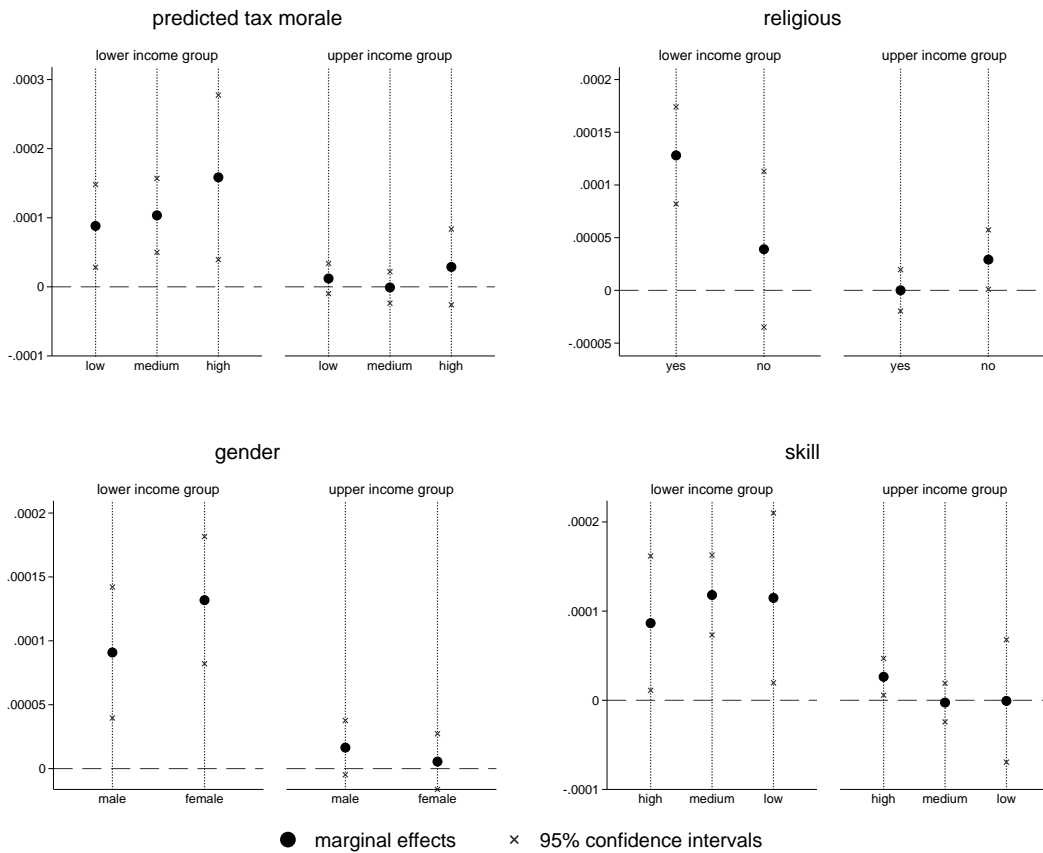 predicted tax morale
lower income group upper income group
.0003
.0002
.0001
0
-.0001
low medium high low medium high
religious
lower income group upper income group
.0002
.00015
.0001
.00005
0
-.00005
yes no yes no
gender
lower income group upper income group
.0002
.00015
.0001
.00005
0
male female male female
skill
lower income group upper income group
.0002
.0001
0
-.0001
high medium low high medium low
marginal effects 95% confidence intervals